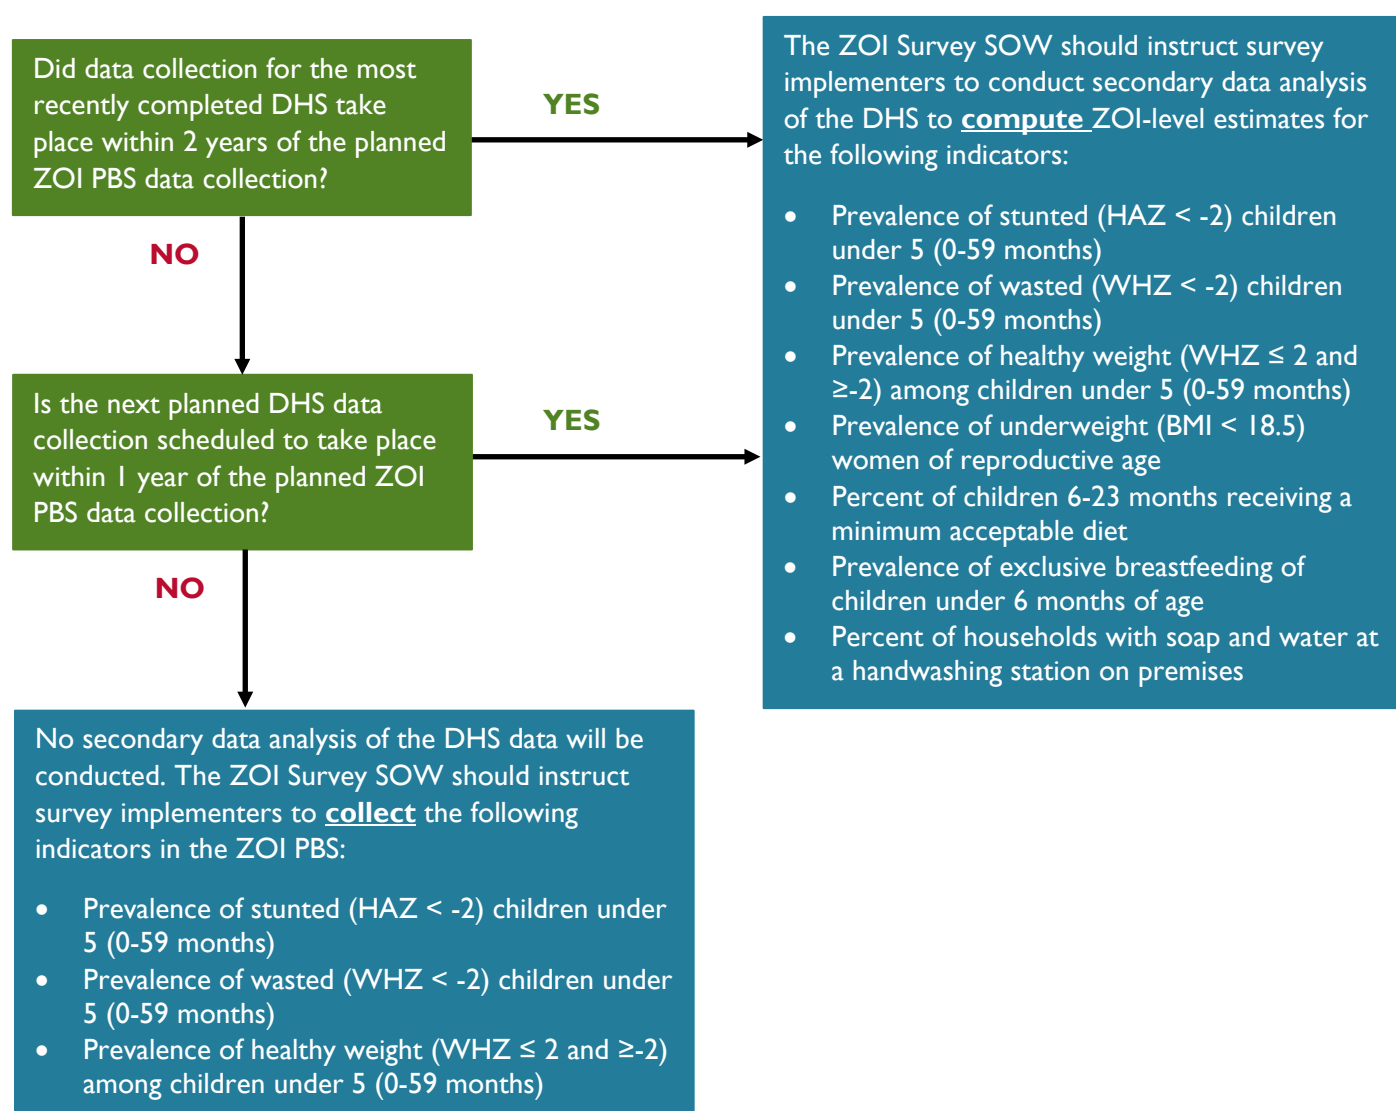 Did data collection for the most
recently completed DHS take
place within 2 years of the planned
ZOI PBS data collection?
YES
NO
Is the next planned DHS data
collection scheduled to take place
within 1 year of the planned ZOI
PBS data collection?
YES
NO
The ZOI Survey SOW should instruct survey
implementers to conduct secondary data analysis
of the DHS to compute ZOI-level estimates for
the following indicators:
• Prevalence of stunted (HAZ < -2) children
under 5 (0-59 months)
• Prevalence of wasted (WHZ < -2) children
under 5 (0-59 months)
• Prevalence of healthy weight (WHZ ≤ 2 and
≥-2) among children under 5 (0-59 months)
• Prevalence of underweight (BMI < 18.5)
women of reproductive age
• Percent of children 6-23 months receiving a
minimum acceptable diet
• Prevalence of exclusive breastfeeding of
children under 6 months of age
• Percent of households with soap and water at
a handwashing station on premises
No secondary data analysis of the DHS data will be
conducted. The ZOI Survey SOW should instruct
survey implementers to collect the following
indicators in the ZOI PBS:
• Prevalence of stunted (HAZ < -2) children under
5 (0-59 months)
• Prevalence of wasted (WHZ < -2) children under
5 (0-59 months)
• Prevalence of healthy weight (WHZ ≤ 2 and ≥-2)
among children under 5 (0-59 months)